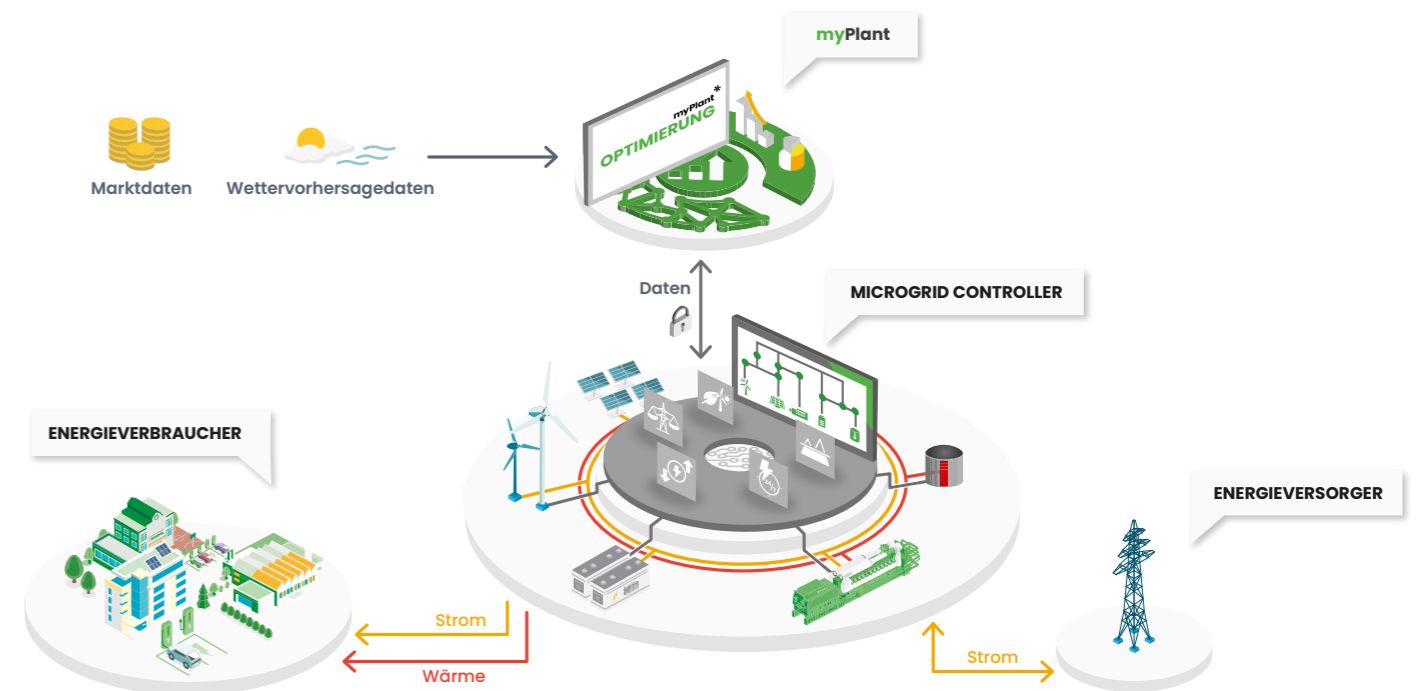 myPlant
myPlant*
OPTIMIERUNG
Marktdaten
Wettervorhersagedaten
Daten
MICROGRID CONTROLLER
ENERGIEVERBRAUCHER
ENERGIEVERSORGER
Strom
Wärme
Strom